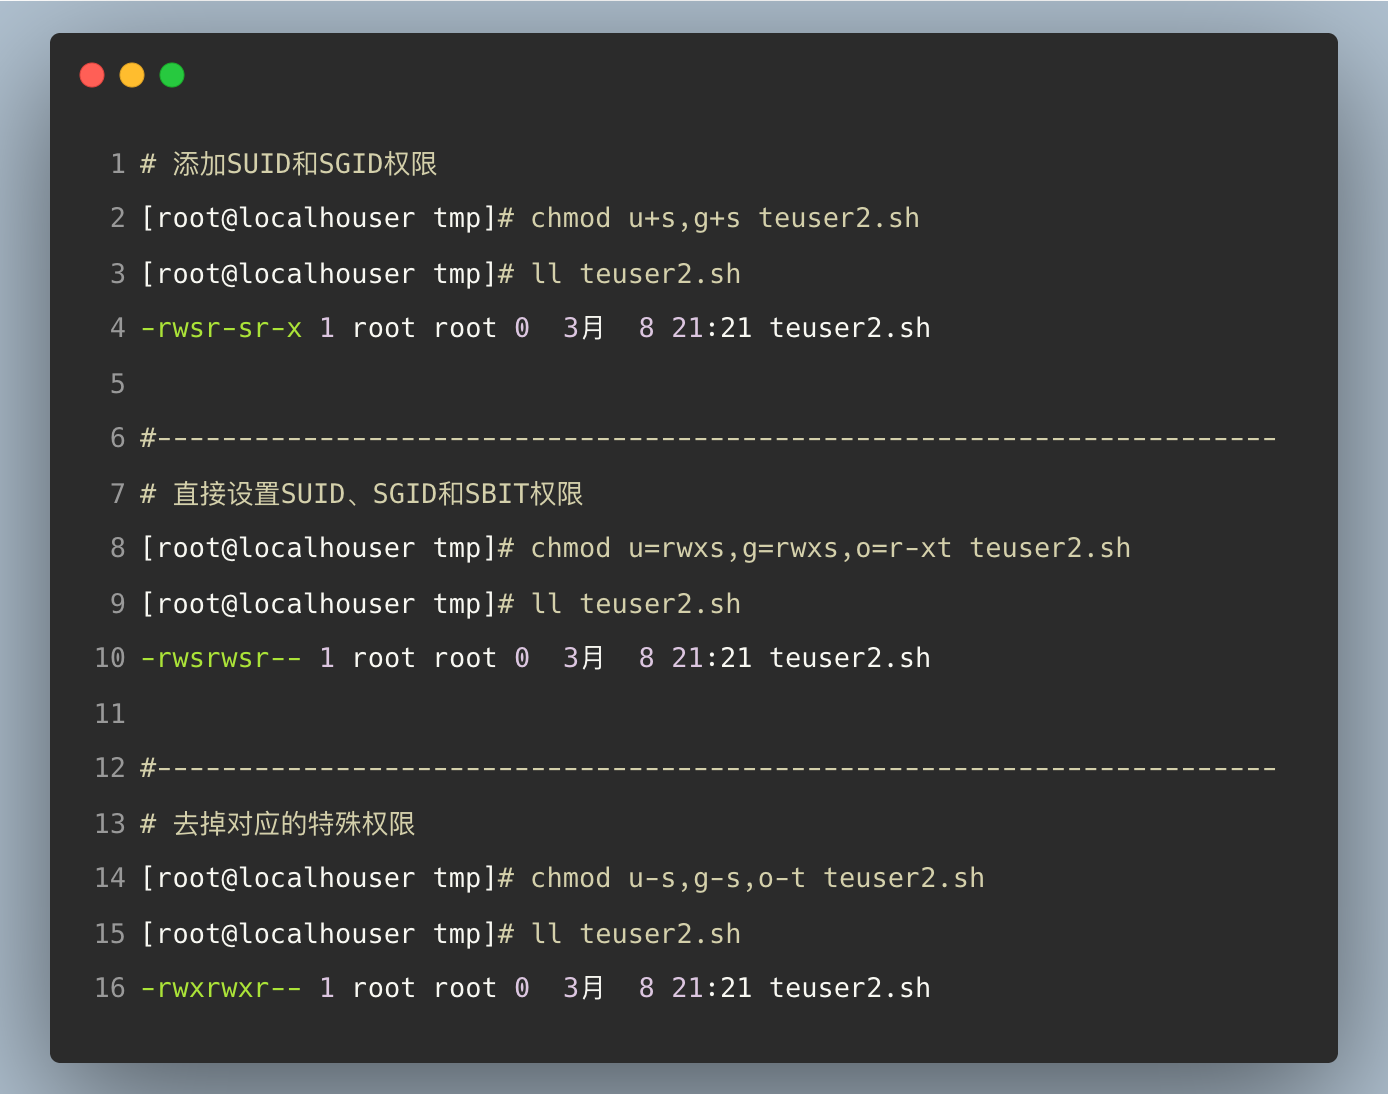 1 # 添加SUID和SGID权限
2 [root@localhouser tmp]# chmod u+s,g+s teuser2.sh
3 [root@localhouser tmp]# ll teuser2.sh
4 -rwsr-sr-x 1 root root 0  3月  8 21:21 teuser2.sh
5
6 #---------------------------------------------------------------------
7 # 直接设置SUID、SGID和SBIT权限
8 [root@localhouser tmp]# chmod u=rwxs,g=rwxs,o=r-xt teuser2.sh
9 [root@localhouser tmp]# ll teuser2.sh
10 -rwsrwsr-- 1 root root 0  3月  8 21:21 teuser2.sh
11
12 #---------------------------------------------------------------------
13 # 去掉对应的特殊权限
14 [root@localhouser tmp]# chmod u-s,g-s,o-t teuser2.sh
15 [root@localhouser tmp]# ll teuser2.sh
16 -rwxrwxr-- 1 root root 0  3月  8 21:21 teuser2.sh